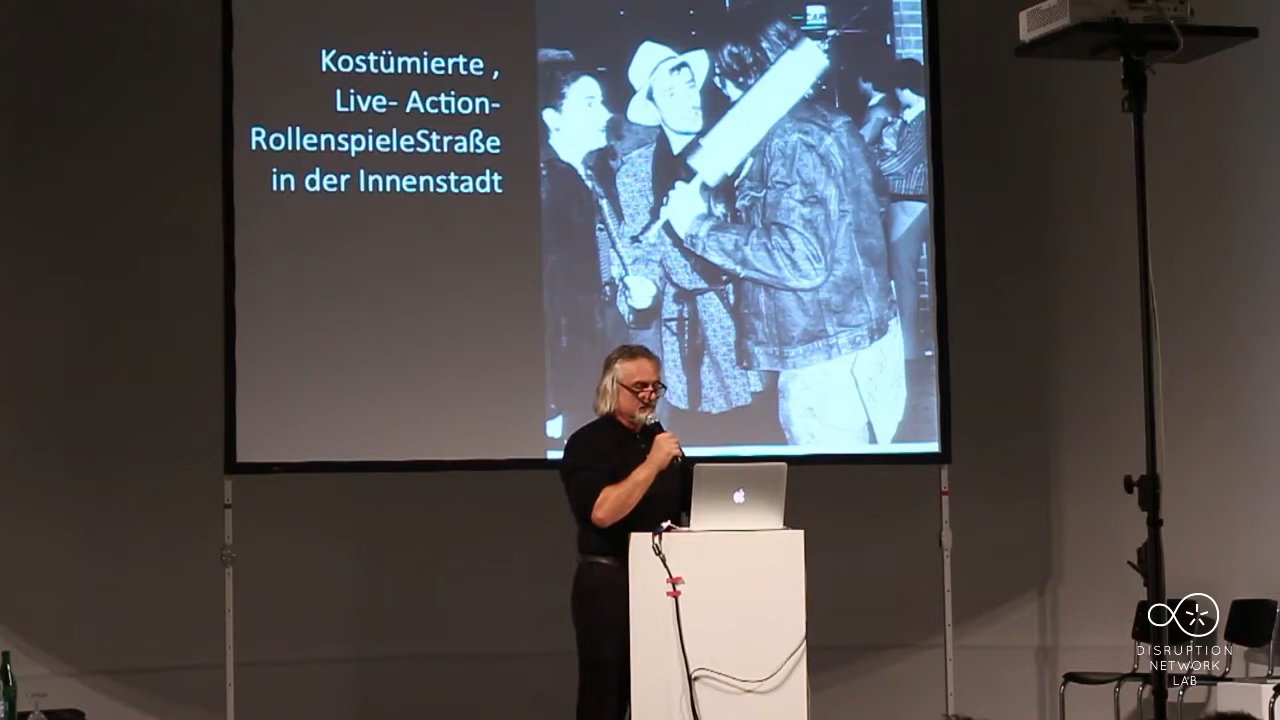 Kostümierte ,
Live- Action-
RollenspieleStraße
in der Innenstadt
DISRUPTION
NETWORK
LAB